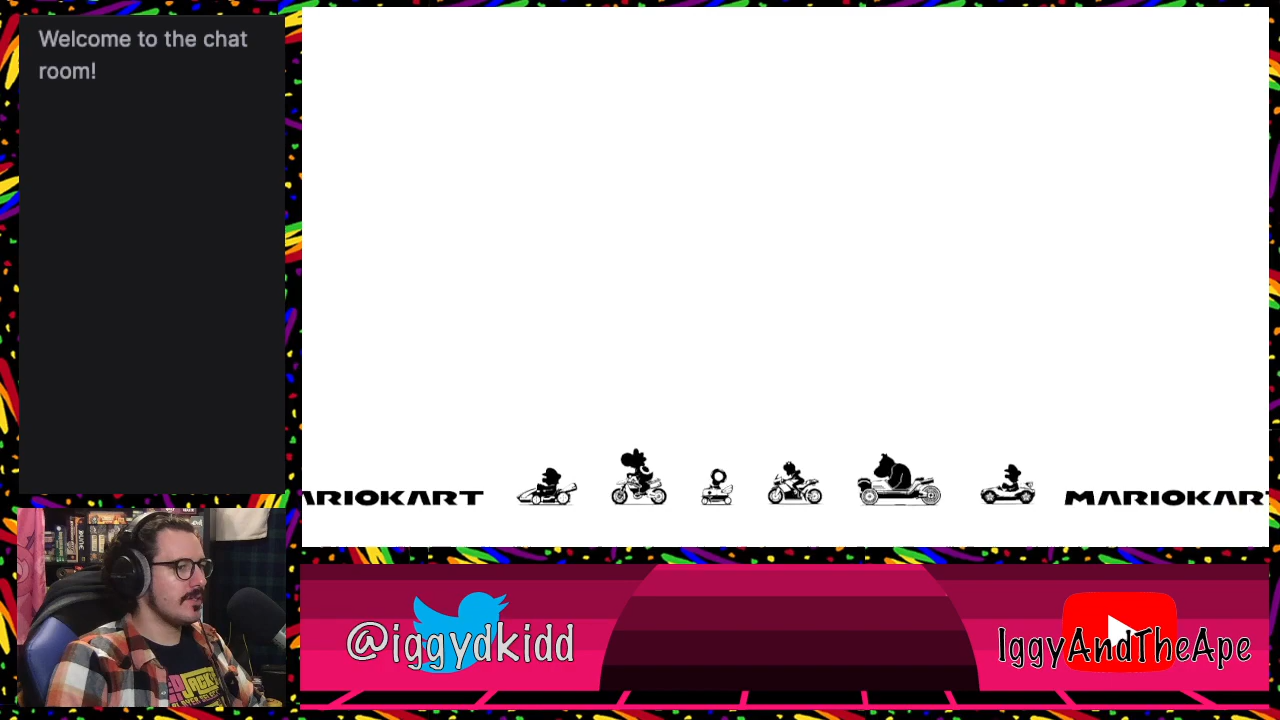 Welcome to the chat
room!
ARIOKART
MARIOKART
@iggydkidd
IggyAndTheApe